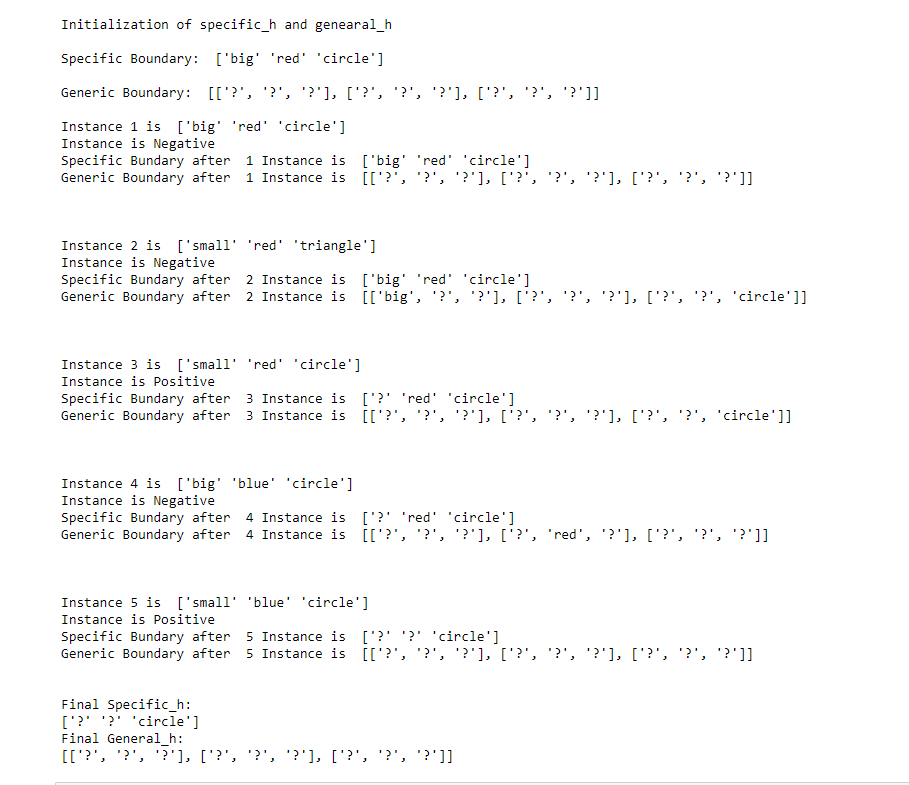 Initialization of specific_h and genearal_h
Specific Boundary:  ['big' 'red' 'circle']
Generic Boundary:  [['?', '?', '?'], ['?', '?', '?'], ['?', '?', '?']]
Instance 1 is  ['big' 'red' 'circle']
Instance is Negative
Specific Bundary after  1 Instance is  ['big' 'red' 'circle']
Generic Boundary after  1 Instance is  [['?', '?', '?'], ['?', '?', '?'], ['?', '?', '?']]
Instance 2 is  ['small' 'red' 'triangle']
Instance is Negative
Specific Bundary after  2 Instance is  ['big' 'red' 'circle']
Generic Boundary after  2 Instance is  [['big', '?', '?'], ['?', '?', '?'], ['?', '?', 'circle']]
Instance 3 is  ['small' 'red' 'circle']
Instance is Positive
Specific Bundary after  3 Instance is  ['?' 'red' 'circle']
Generic Boundary after  3 Instance is  [['?', '?', '?'], ['?', '?', '?'], ['?', '?', 'circle']]
Instance 4 is  ['big' 'blue' 'circle']
Instance is Negative
Specific Bundary after  4 Instance is  ['?' 'red' 'circle']
Generic Boundary after  4 Instance is  [['?', '?', '?'], ['?', 'red', '?'], ['?', '?', '?']]
Instance 5 is  ['small' 'blue' 'circle']
Instance is Positive
Specific Bundary after  5 Instance is  ['?' '?' 'circle']
Generic Boundary after  5 Instance is  [['?', '?', '?'], ['?', '?', '?'], ['?', '?', '?']]
Final Specific_h:
['?' '?' 'circle']
Final General_h:
[['?', '?', '?'], ['?', '?', '?'], ['?', '?', '?']]